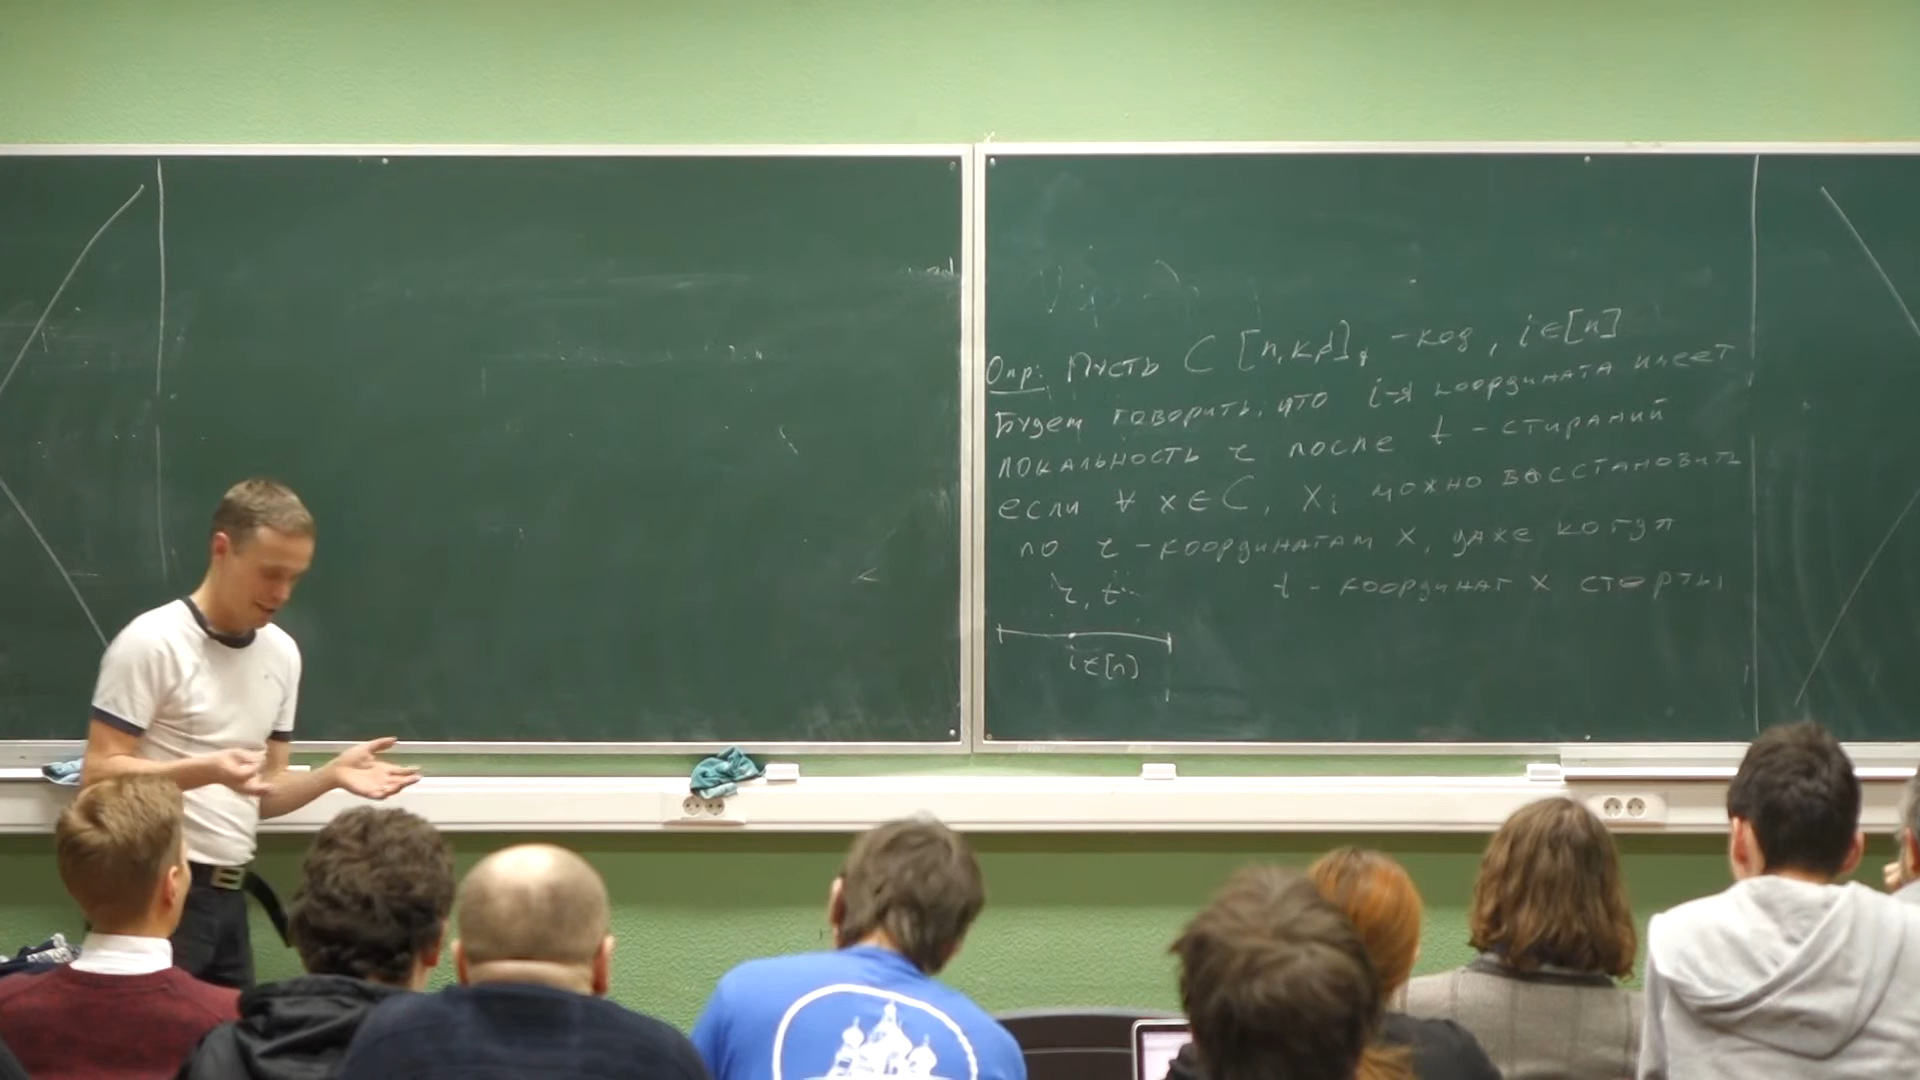 Опр: Пусть C [n,k,d]q -код, i∈[n]
Будем говорить, что i-я координата имеет
локальность r после t - стираний
если ∀ x∈C, Xi можно восстановить
по r - координатам X, даже когда
t - координат X стерты
r, t
i∈[n]